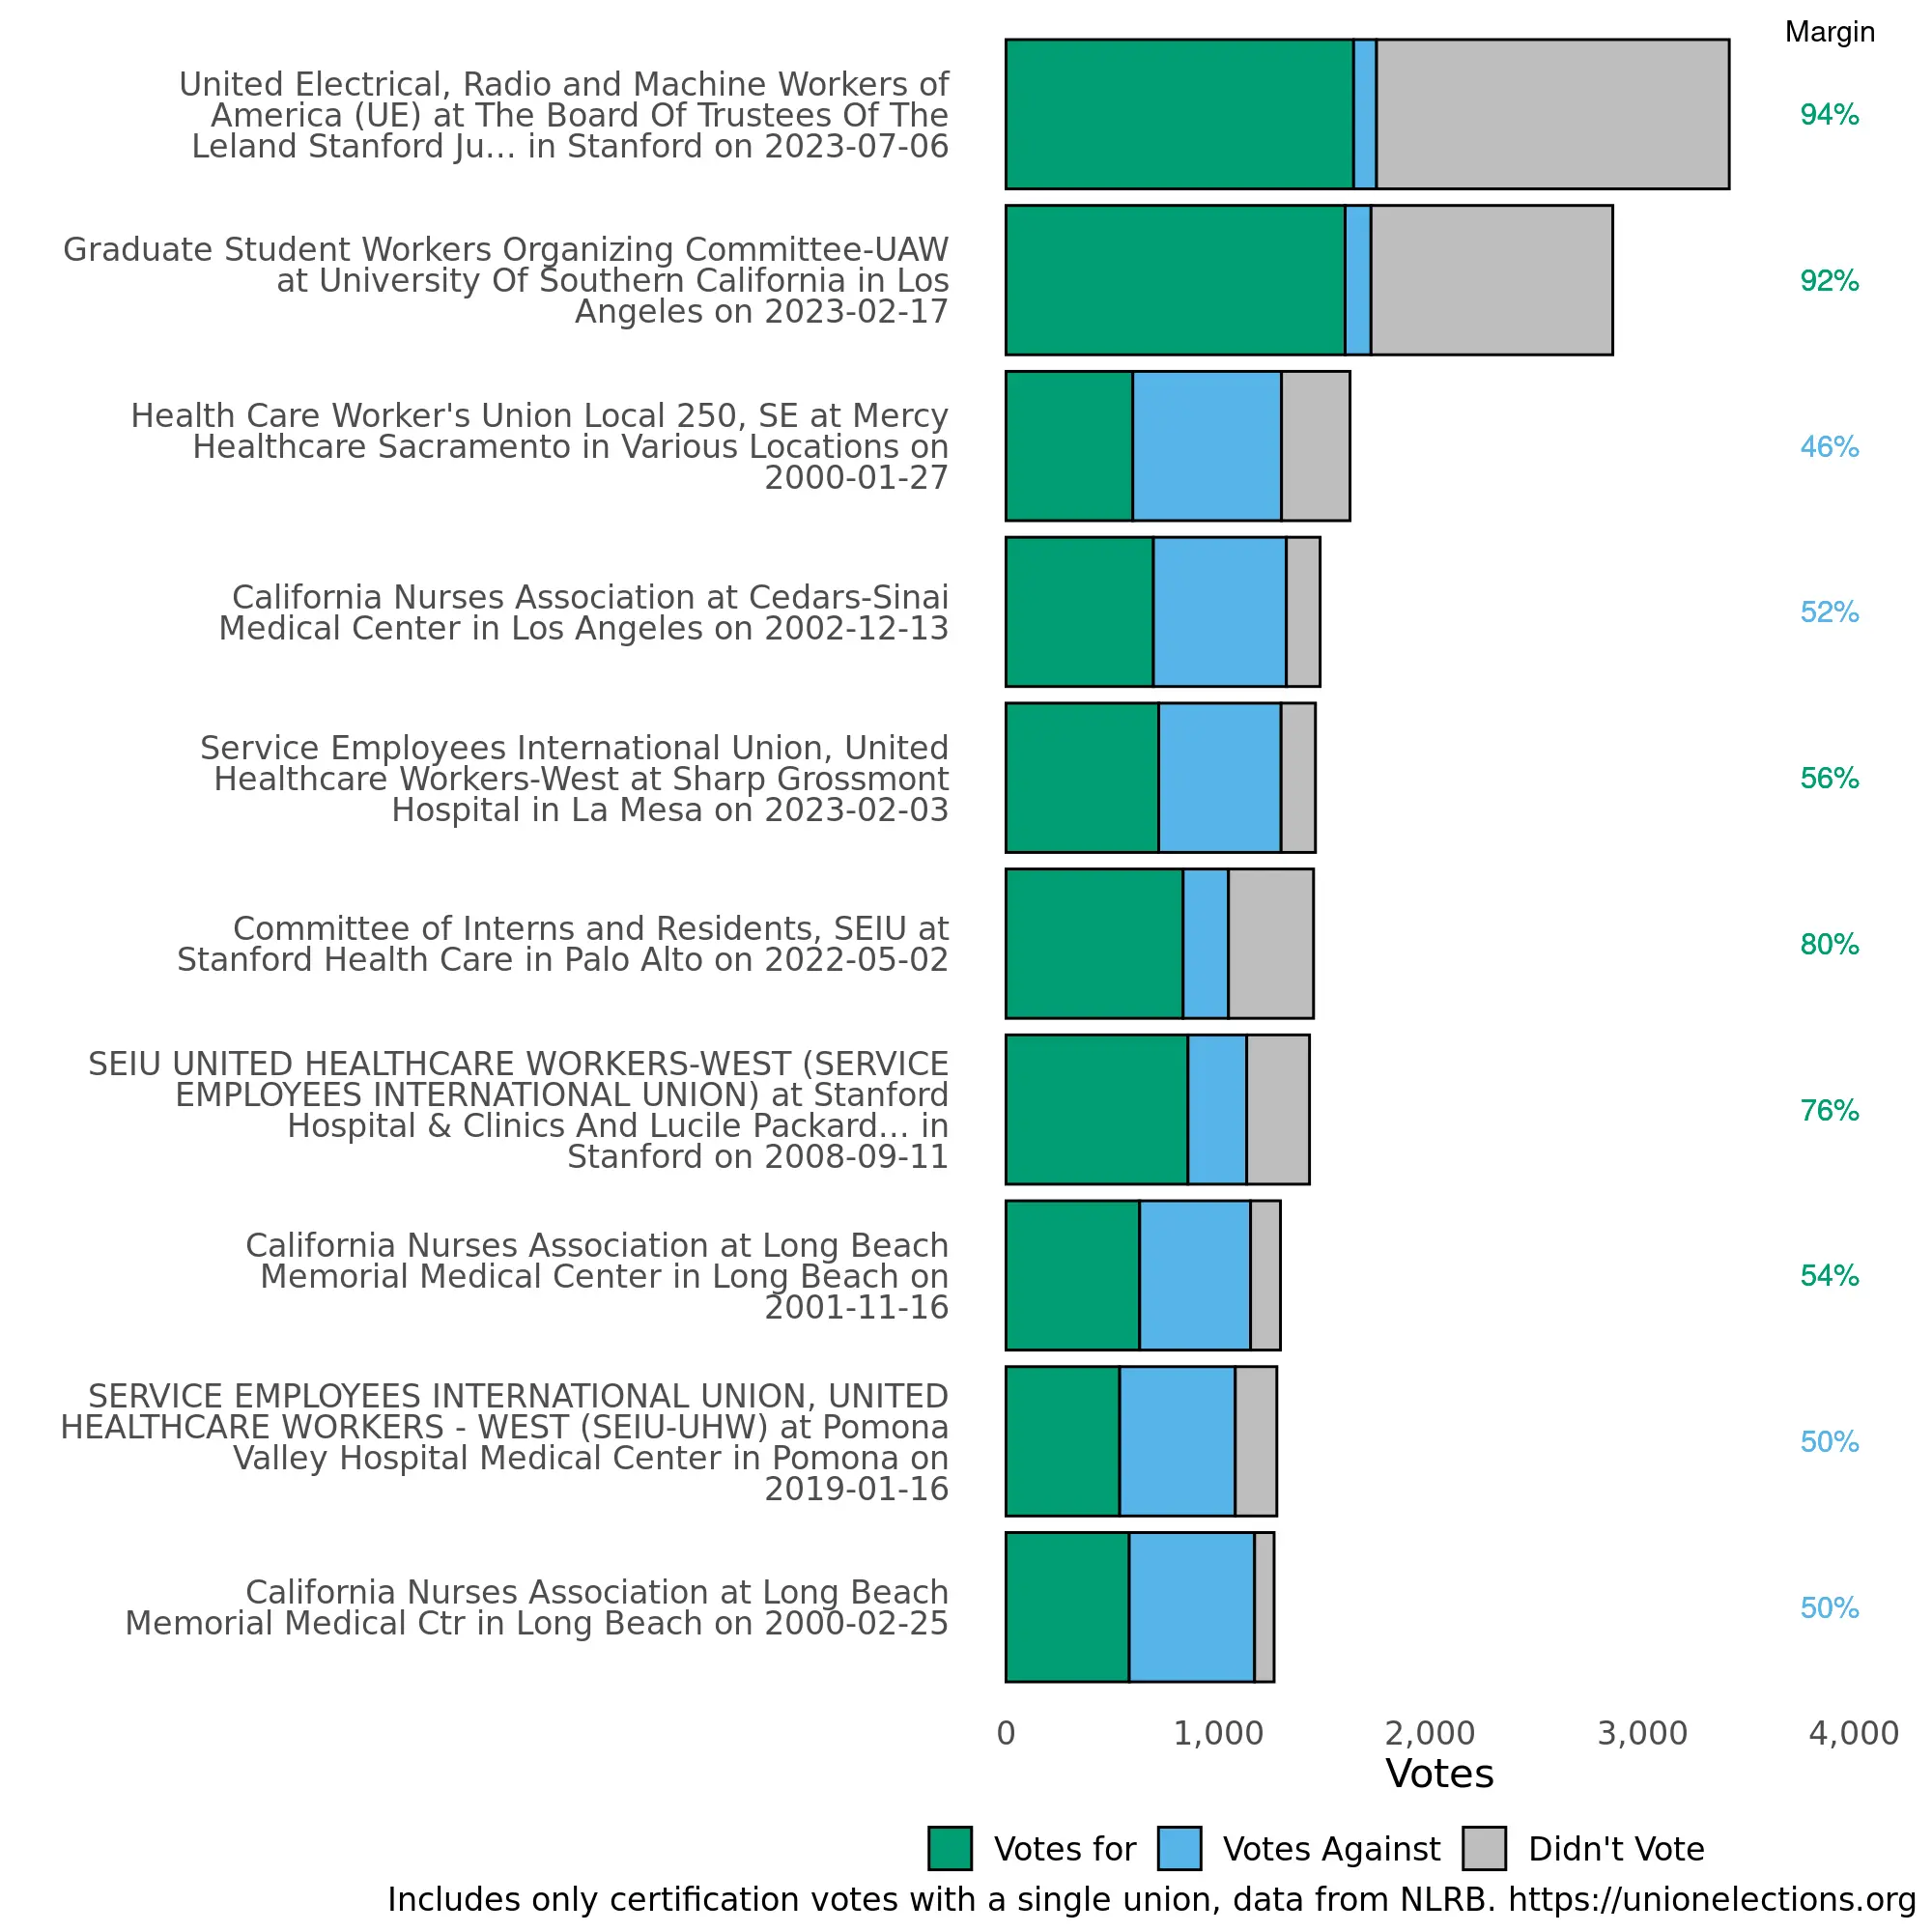 Margin
United Electrical, Radio and Machine Workers of
America (UE) at The Board Of Trustees Of The
Leland Stanford Ju... in Stanford on 2023-07-06
94%
Graduate Student Workers Organizing Committee-UAW
at University Of Southern California in Los
Angeles on 2023-02-17
92%
Health Care Worker's Union Local 250, SE at Mercy
Healthcare Sacramento in Various Locations on
2000-01-27
46%
California Nurses Association at Cedars-Sinai
Medical Center in Los Angeles on 2002-12-13
52%
Service Employees International Union, United
Healthcare Workers-West at Sharp Grossmont
Hospital in La Mesa on 2023-02-03
56%
Committee of Interns and Residents, SEIU at
Stanford Health Care in Palo Alto on 2022-05-02
80%
SEIU UNITED HEALTHCARE WORKERS-WEST (SERVICE
EMPLOYEES INTERNATIONAL UNION) at Stanford
Hospital & Clinics And Lucile Packard... in
Stanford on 2008-09-11
76%
California Nurses Association at Long Beach
Memorial Medical Center in Long Beach on
2001-11-16
54%
SERVICE EMPLOYEES INTERNATIONAL UNION, UNITED
HEALTHCARE WORKERS - WEST (SEIU-UHW) at Pomona
Valley Hospital Medical Center in Pomona on
2019-01-16
50%
California Nurses Association at Long Beach
Memorial Medical Ctr in Long Beach on 2000-02-25
50%
0 1,000 2,000 3,000 4,000
Votes
Votes for Votes Against Didn't Vote
Includes only certification votes with a single union, data from NLRB. https://unionelections.org